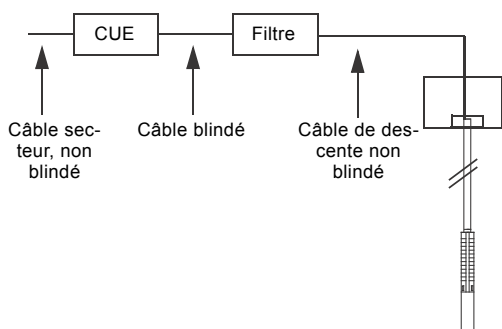 CUE
Filtre
Câble sec-
teur, non
blindé
Câble blindé
Câble de des-
cente non
blindé